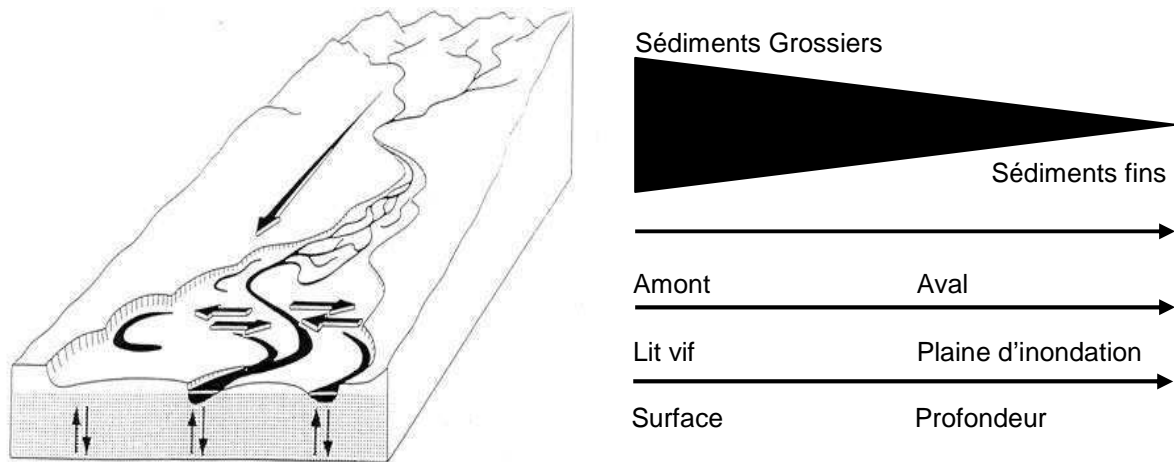 Sédiments Grossiers
Sédiments fins
Amont Aval
Lit vif Plaine d'inondation
Surface Profondeur